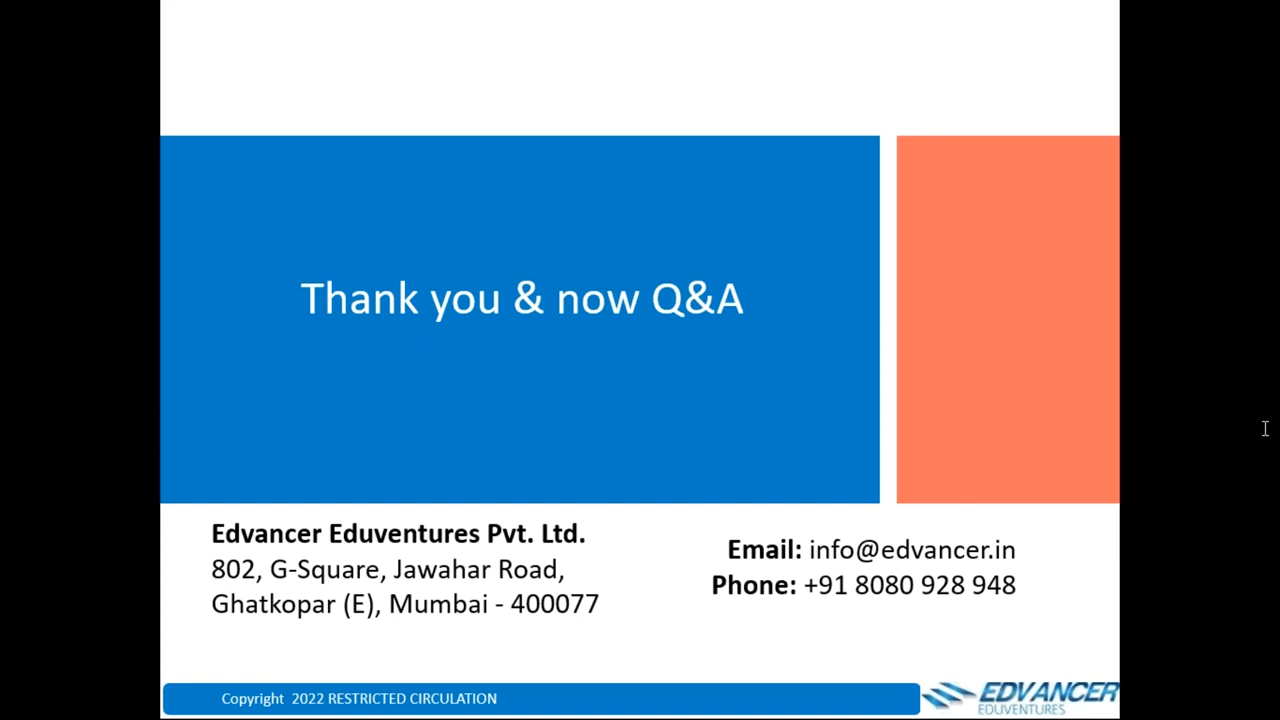 Thank you & now Q&A
Edvancer Eduventures Pvt. Ltd.
802, G-Square, Jawahar Road,
Ghatkopar (E), Mumbai - 400077
Email: info@edvancer.in
Phone: +91 8080 928 948
Copyright 2022 RESTRICTED CIRCULATION
EDVANCER
EDUVENTURES